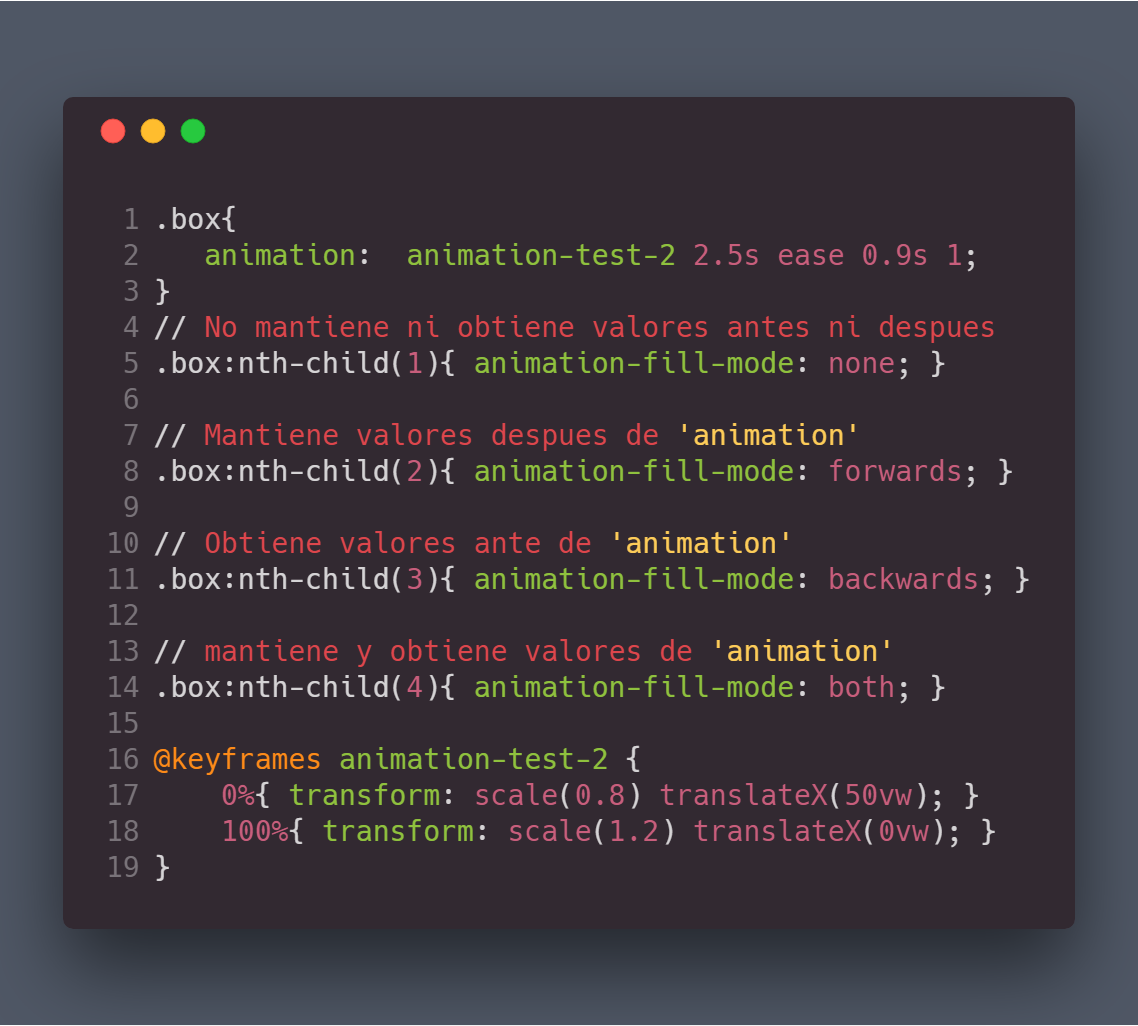 1 .box{
2 animation: animation-test-2 2.5s ease 0.9s 1;
3 }
4 // No mantiene ni obtiene valores antes ni despues
5 .box:nth-child(1){ animation-fill-mode: none; }
6
7 // Mantiene valores despues de 'animation'
8 .box:nth-child(2){ animation-fill-mode: forwards; }
9
10 // Obtiene valores ante de 'animation'
11 .box:nth-child(3){ animation-fill-mode: backwards; }
12
13 // mantiene y obtiene valores de 'animation'
14 .box:nth-child(4){ animation-fill-mode: both; }
15
16 @keyframes animation-test-2 {
17 0%{ transform: scale(0.8) translateX(50vw); }
18 100%{ transform: scale(1.2) translateX(0vw); }
19 }